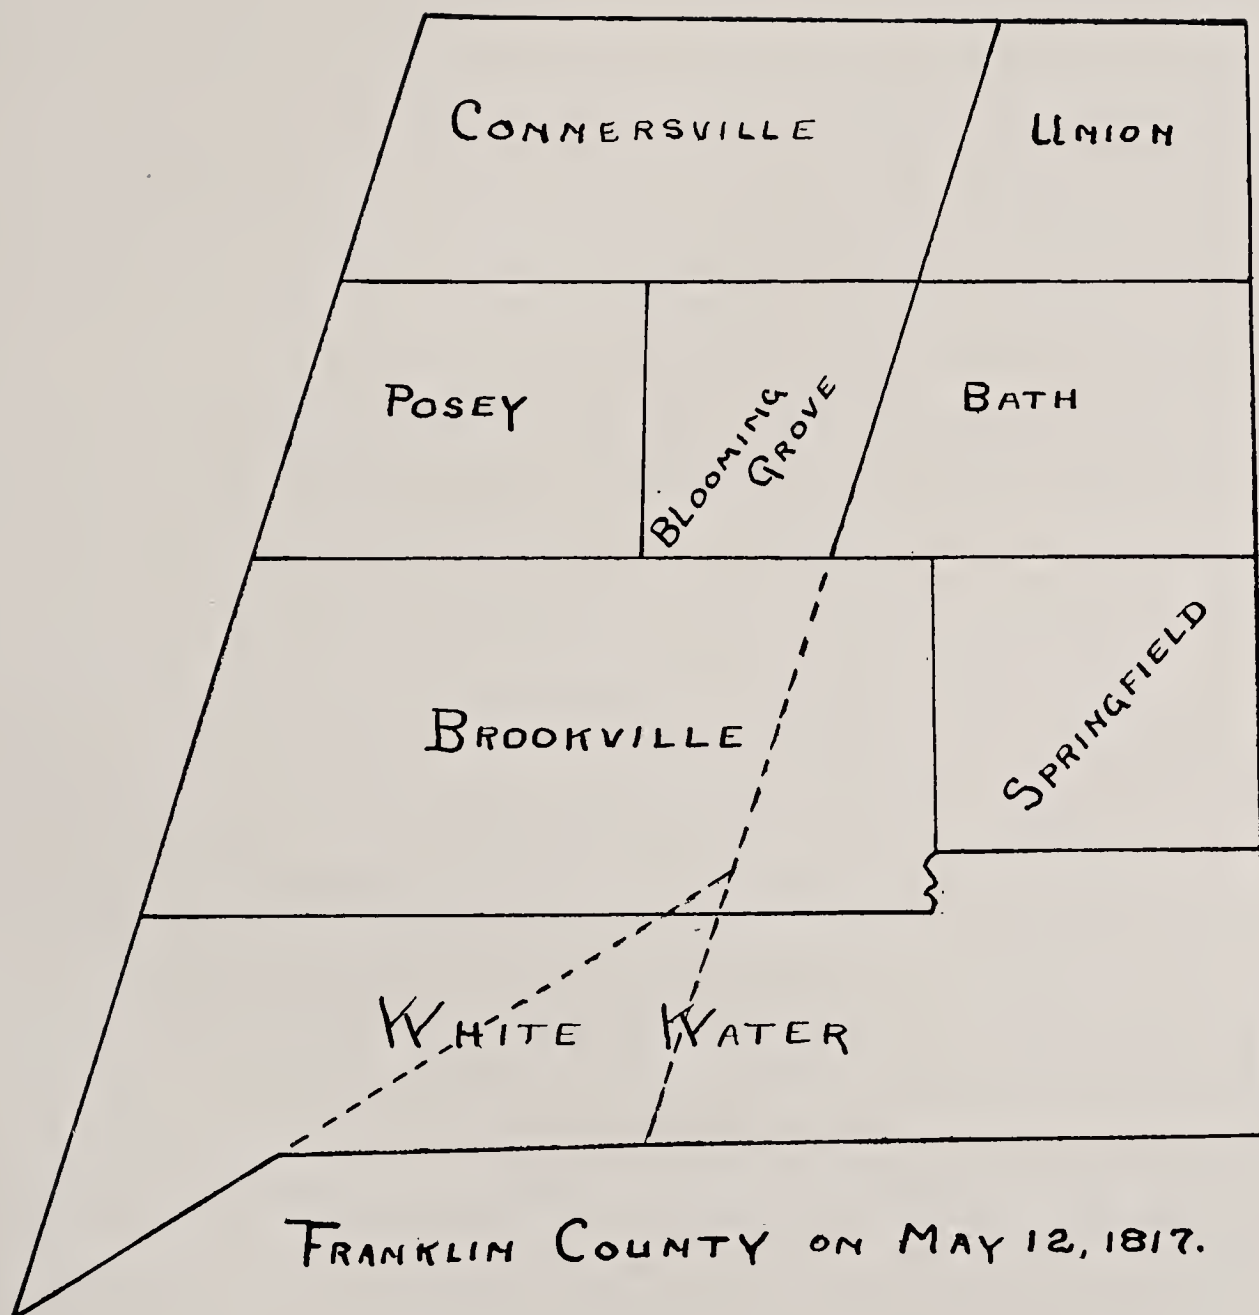 CONNERSVILLE
UNION
POSEY
BLOOMING
GROVE
BATH
BROOKVILLE
SPRINGFIELD
WHITE WATER
FRANKLIN COUNTY ON MAY 12, 1817.